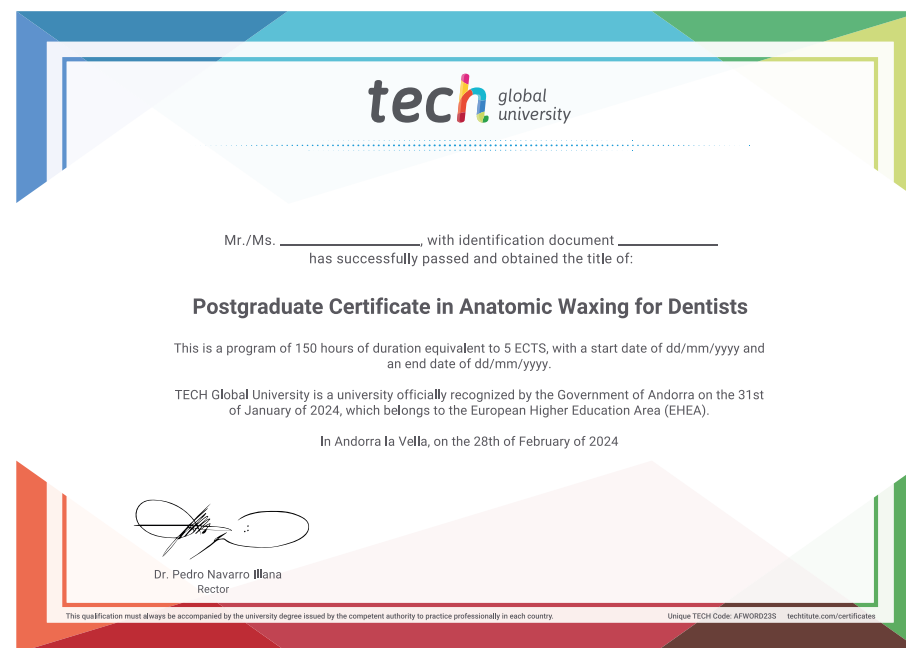 tech global university
Mr./Ms. ____________, with identification document ____________
has successfully passed and obtained the title of:
Postgraduate Certificate in Anatomic Waxing for Dentists
This is a program of 150 hours of duration equivalent to 5 ECTS, with a start date of dd/mm/yyyy and
an end date of dd/mm/yyyy.
TECH Global University is a university officially recognized by the Government of Andorra on the 31st
of January of 2024, which belongs to the European Higher Education Area (EHEA).
In Andorra la Vella, on the 28th of February of 2024
Dr. Pedro Navarro Illana
Rector
This qualification must always be accompanied by the university degree issued by the competent authority to practice professionally in each country.
Unique TECH Code: AFWORD23S techtitute.com/certificates